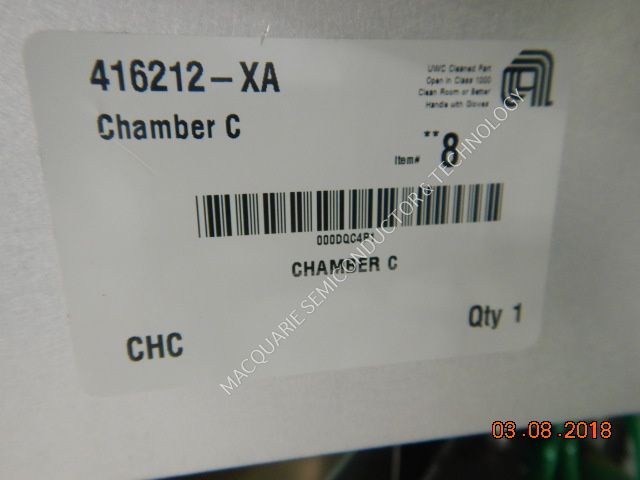 416212-XA
Chamber C
UWC Cleaned Part
Open in Class 1000
Clean Room or Better
Handle with Gloves
Item# **8
000DQC4P1
CHAMBER C
CHC
Qty 1
MACQUARIE SEMICONDUCTOR & TECHNOLOGY
03.08.2018